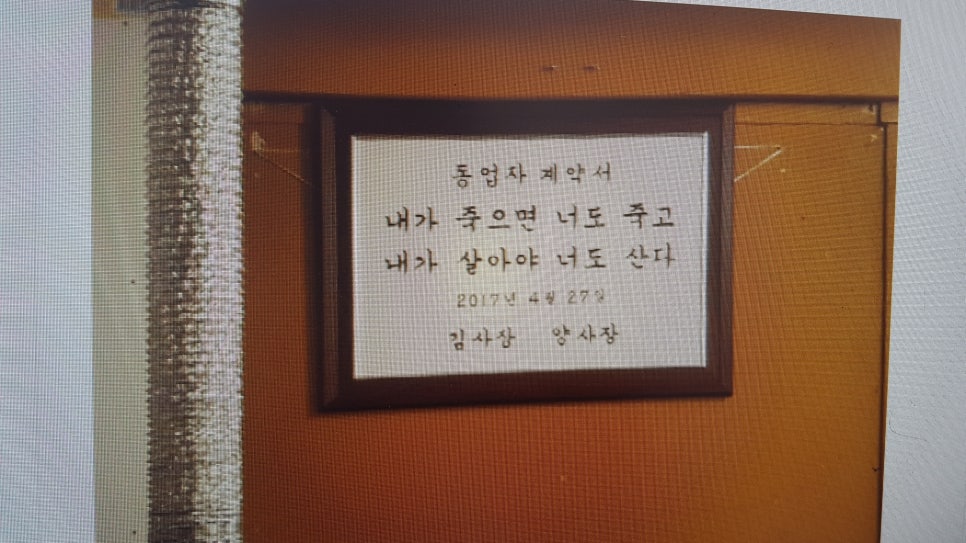 동업자 계약서
내가 죽으면 너도 죽고
내가 살아야 너도 산다
2017년 4월 27일
김사장 양사장